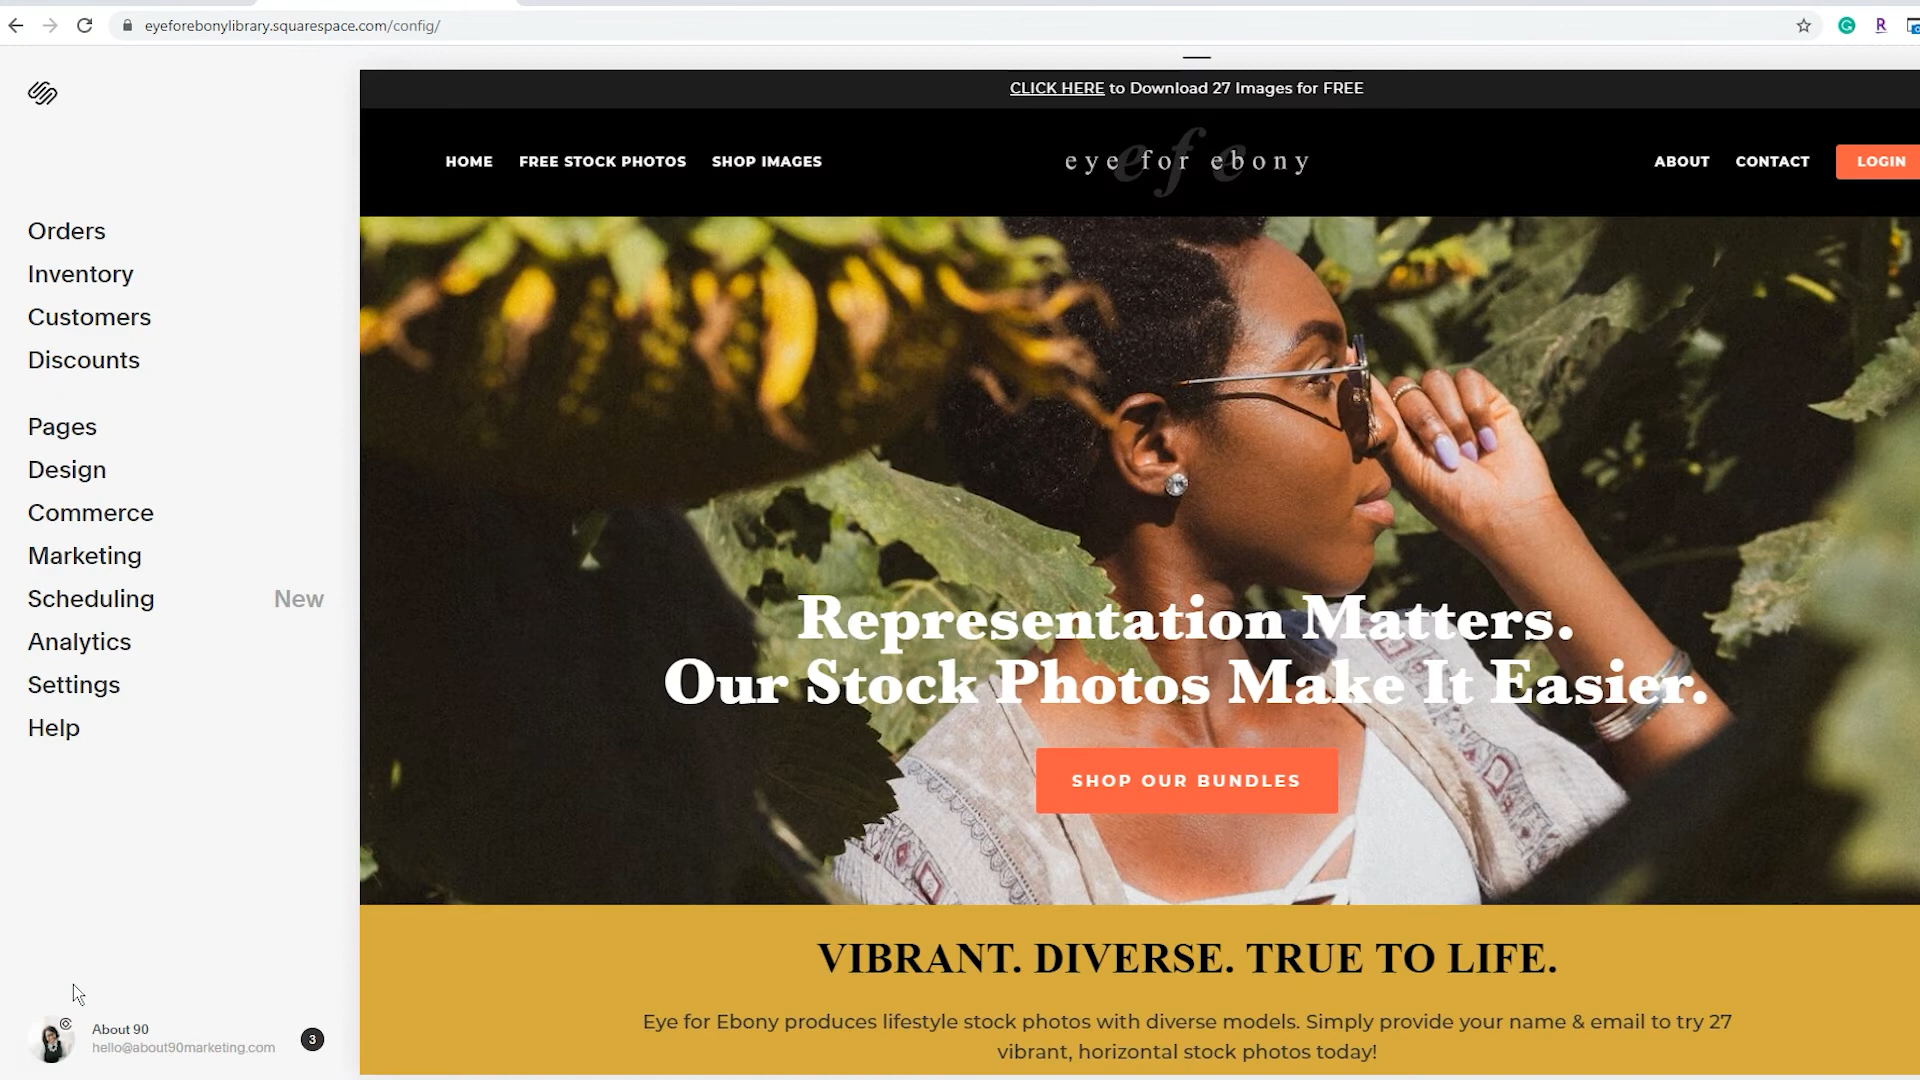 eyeforebonylibrary.squarespace.com/config/
R
CLICK HERE to Download 27 Images for FREE
HOME FREE STOCK PHOTOS SHOP IMAGES
efe
eye for ebony
ABOUT CONTACT LOGIN
Orders
Inventory
Customers
Discounts
Pages
Design
Commerce
Marketing
Scheduling New
Analytics
Settings
Help
Representation Matters.
Our Stock Photos Make It Easier.
SHOP OUR BUNDLES
VIBRANT. DIVERSE. TRUE TO LIFE.
Eye for Ebony produces lifestyle stock photos with diverse models. Simply provide your name & email to try 27
vibrant, horizontal stock photos today!
About 90
hello@about90marketing.com
3